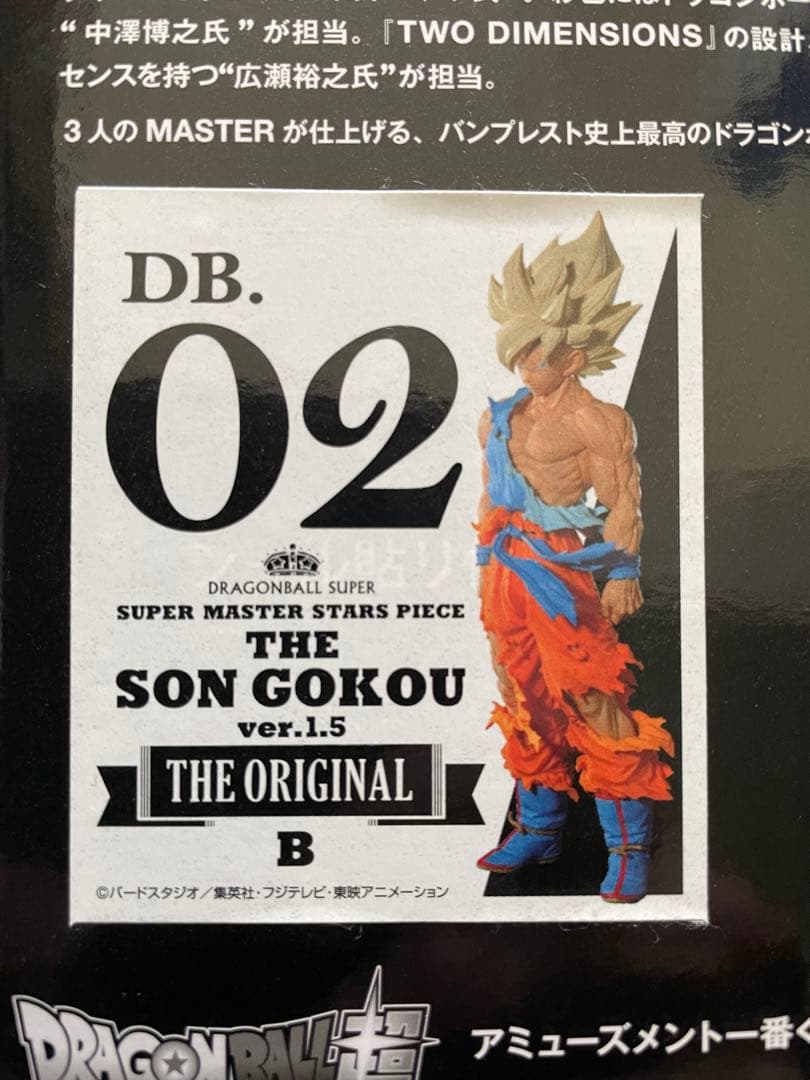 “中澤博之氏”が担当。『TWO DIMENSIONS』の設計、
センスを持つ“広瀬裕之氏”が担当。
3人のMASTERが仕上げる、バンプレスト史上最高のドラゴン
DB.
02
DRAGONBALL SUPER
SUPER MASTER STARS PIECE
THE
SON GOKOU
ver.1.5
THE ORIGINAL
B
©バードスタジオ／集英社・フジテレビ・東映アニメーション
DRAGONBALL超
アミューズメント一番く